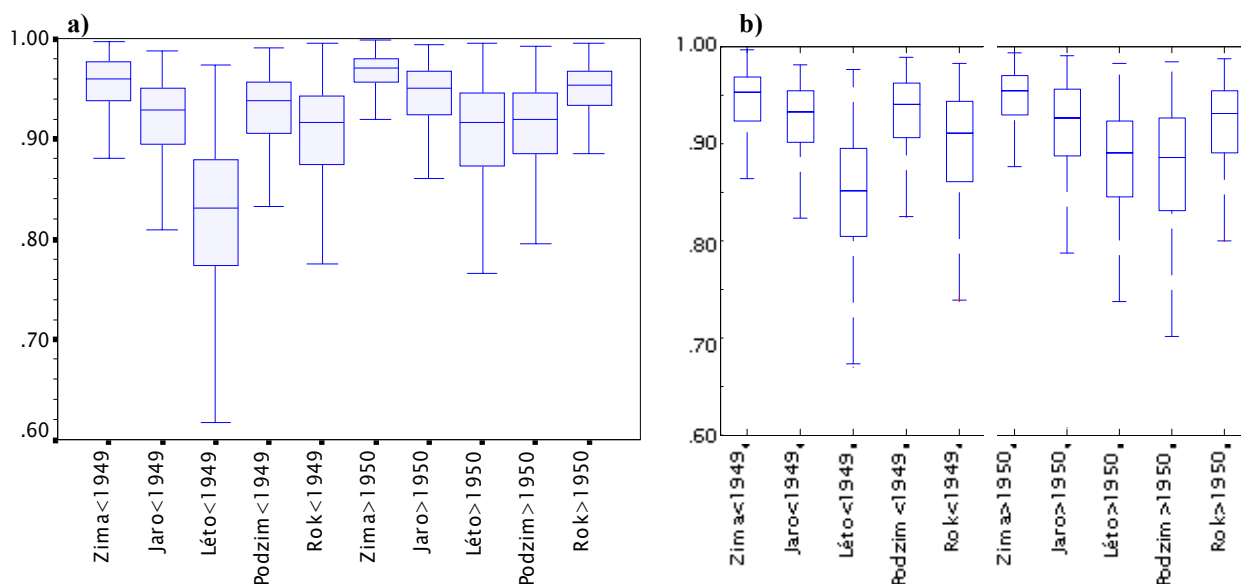 a)
1.00
.90
.80
.70
.60
Zima<1949
Jaro<1949
Léto<1949
Podzim<1949
Rok<1949
Zima>1950
Jaro>1950
Léto>1950
Podzim>1950
Rok>1950
b)
1.00
.90
.80
.70
.60
Zima<1949,
Jaro<1949,
Léto<1949,
Podzim<1949,
Rok<1949,
Zima>1950,
Jaro>1950,
Léto>1950,
Podzim>1950,
Rok>1950,